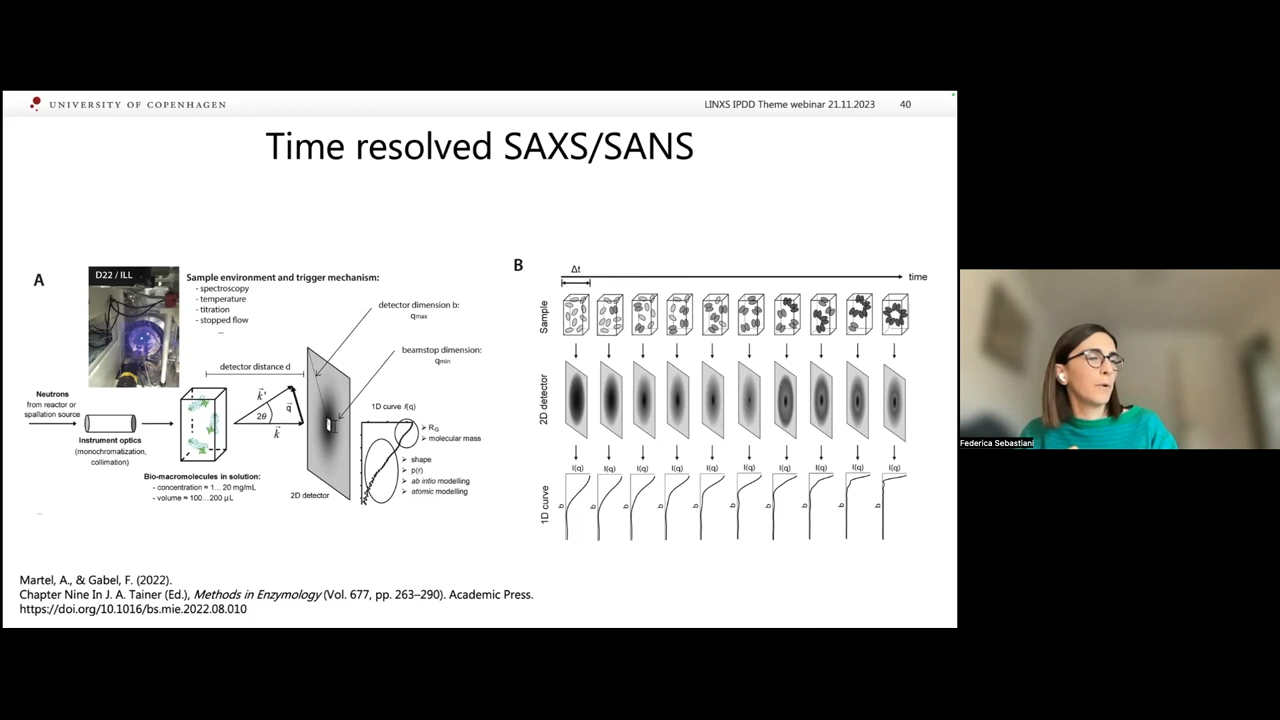 UNIVERSITY OF COPENHAGEN
LINXS IPDD Theme webinar 21.11.2023 40
Time resolved SAXS/SANS
A
D22 / ILL
Sample environment and trigger mechanism:
- spectroscopy
- temperature
- titration
- stopped flow
...
detector dimension b:
qmax
beamstop dimension:
qmin
detector distance d
Neutrons
from reactor or
spallation source
Instrument optics
(monochromatization,
collimation)
k'
2θ
q
k
Bio-macromolecules in solution:
- concentration ≈ 1... 20 mg/mL
- volume ≈ 100...200 µL
2D detector
1D curve I(q)
RG
molecular mass
shape
p(r)
ab intio modelling
atomic modelling
B
Δt
time
Sample
2D detector
I(q) I(q) I(q) I(q) I(q) I(q) I(q) I(q) I(q) I(q)
1D curve
q q q q q q q q q q
Martel, A., & Gabel, F. (2022).
Chapter Nine In J. A. Tainer (Ed.), Methods in Enzymology (Vol. 677, pp. 263–290). Academic Press.
https://doi.org/10.1016/bs.mie.2022.08.010
Federica Sebastiani